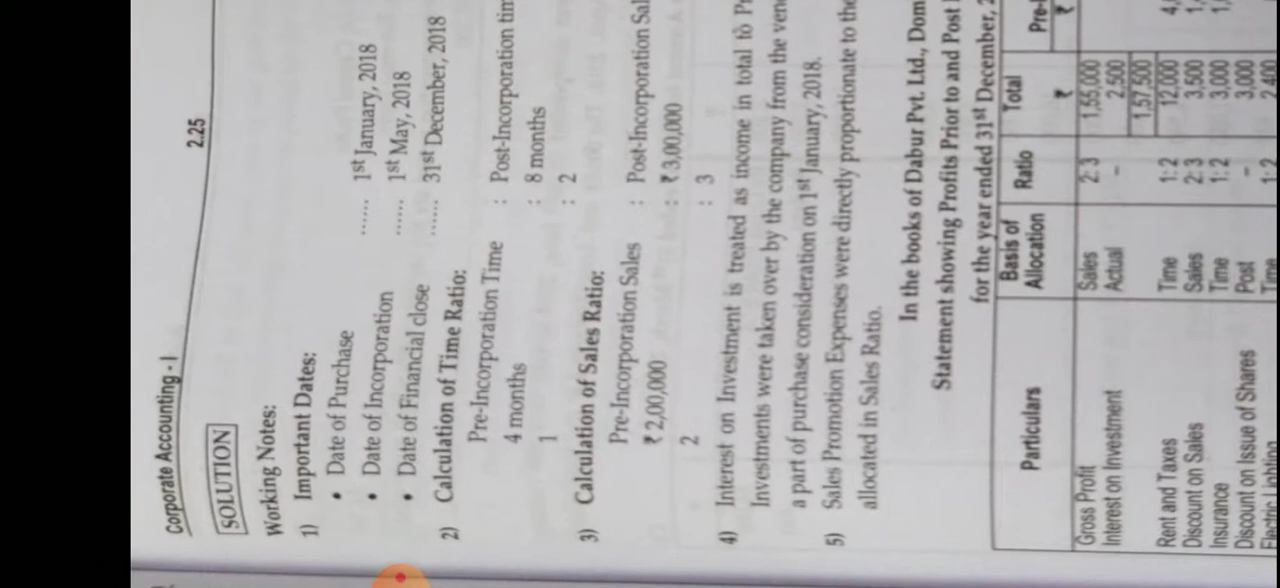 Corporate Accounting - I 2.25
SOLUTION
Working Notes:
1) Important Dates:
• Date of Purchase ...... 1st January, 2018
• Date of Incorporation ...... 1st May, 2018
• Date of Financial close ...... 31st December, 2018
2) Calculation of Time Ratio:
Pre-Incorporation Time : Post-Incorporation tim
4 months : 8 months
1 : 2
3) Calculation of Sales Ratio:
Pre-Incorporation Sales : Post-Incorporation Sal
₹ 2,00,000 : ₹ 3,00,000
2 : 3
4) Interest on Investment is treated as income in total to Pr
Investments were taken over by the company from the ven
a part of purchase consideration on 1st January, 2018.
5) Sales Promotion Expenses were directly proportionate to the
allocated in Sales Ratio.
In the books of Dabur Pvt. Ltd., Dom
Statement showing Profits Prior to and Post
for the year ended 31st December, 2
Particulars Basis of Allocation Ratio Total ₹ Pre- ₹
Gross Profit Sales 2:3 1,55,000
Interest on Investment Actual - 2,500
1,57,500
Rent and Taxes Time 1:2 12,000 4,
Discount on Sales Sales 2:3 3,500 1,
Insurance Time 1:2 3,000 1,
Discount on Issue of Shares Post - 3,000
Electric Lighting Time 1:2 2,400